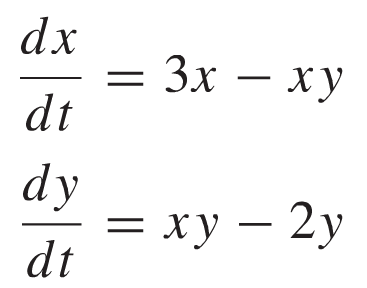 dx/dt = 3x − xy
dy/dt = xy − 2y